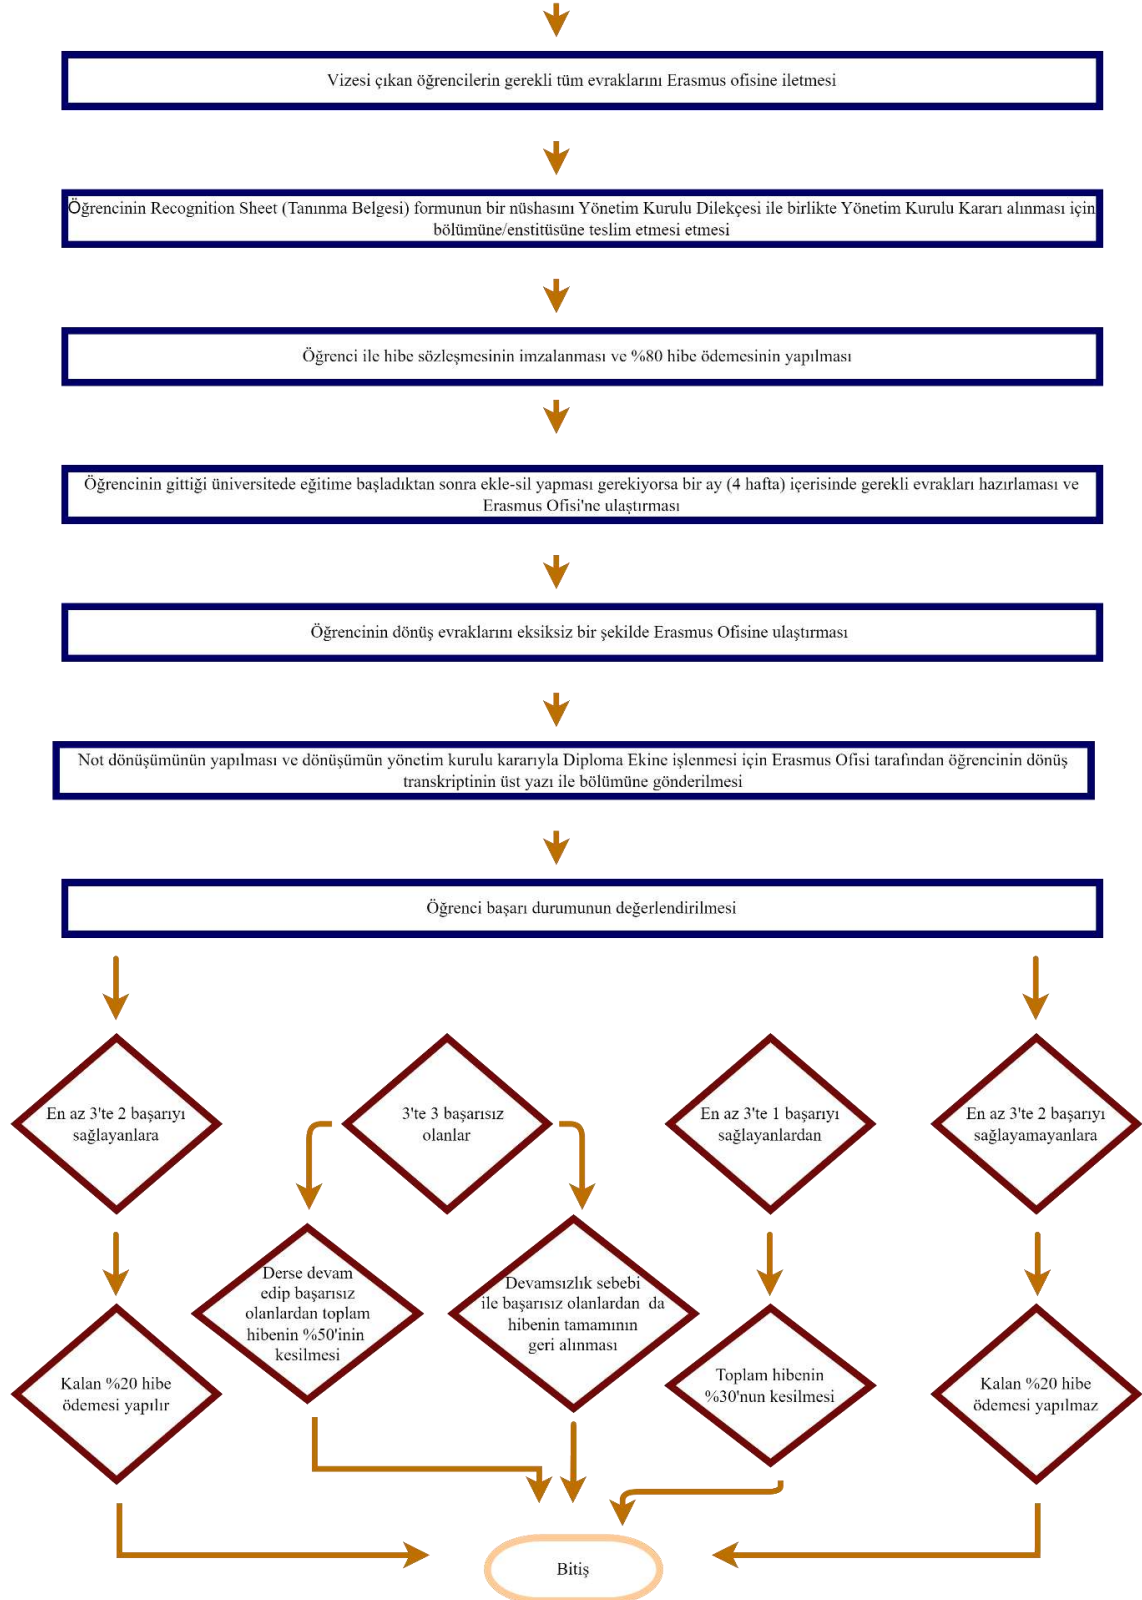 Vizesi çıkan öğrencilerin gerekli tüm evraklarını Erasmus ofisine iletmesi
Öğrencinin Recognition Sheet (Tanınma Belgesi) formunun bir nüshasını Yönetim Kurulu Dilekçesi ile birlikte Yönetim Kurulu Kararı alınması için
bölümüne/enstitüsüne teslim etmesi etmesi
Öğrenci ile hibe sözleşmesinin imzalanması ve %80 hibe ödemesinin yapılması
Öğrencinin gittiği üniversitede eğitime başladıktan sonra ekle-sil yapması gerekiyorsa bir ay (4 hafta) içerisinde gerekli evrakları hazırlaması ve
Erasmus Ofisi'ne ulaştırması
Öğrencinin dönüş evraklarını eksiksiz bir şekilde Erasmus Ofisine ulaştırması
Not dönüşümünün yapılması ve dönüşümün yönetim kurulu kararıyla Diploma Ekine işlenmesi için Erasmus Ofisi tarafından öğrencinin dönüş
transkriptinin üst yazı ile bölümüne gönderilmesi
Öğrenci başarı durumunun değerlendirilmesi
En az 3'te 2 başarıyı
sağlayanlara
3'te 3 başarısız
olanlar
En az 3'te 1 başarıyı
sağlayanlardan
En az 3'te 2 başarıyı
sağlayamayanlara
Derse devam
edip başarısız
olanlardan toplam
hibenin %50'inin
kesilmesi
Devamsızlık sebebi
ile başarısız olanlardan da
hibenin tamamının
geri alınması
Kalan %20 hibe
ödemesi yapılır
Toplam hibenin
%30'nun kesilmesi
Kalan %20 hibe
ödemesi yapılmaz
Bitiş